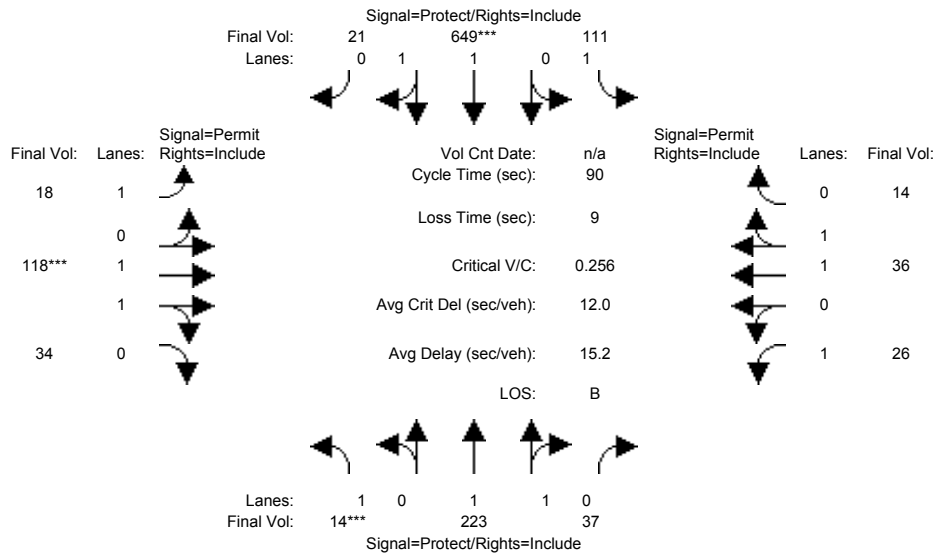 Signal=Protect/Rights=Include
Final Vol: 21 649*** 111
Lanes: 0 1 1 0 1
Signal=Permit Signal=Permit
Final Vol: Lanes: Rights=Include Vol Cnt Date: n/a Rights=Include Lanes: Final Vol:
Cycle Time (sec): 90
18 1 0 14
Loss Time (sec): 9
0 1
118*** 1 Critical V/C: 0.256 1 36
1 Avg Crit Del (sec/veh): 12.0 0
34 0 Avg Delay (sec/veh): 15.2 1 26
LOS: B
Lanes: 1 0 1 1 0
Final Vol: 14*** 223 37
Signal=Protect/Rights=Include